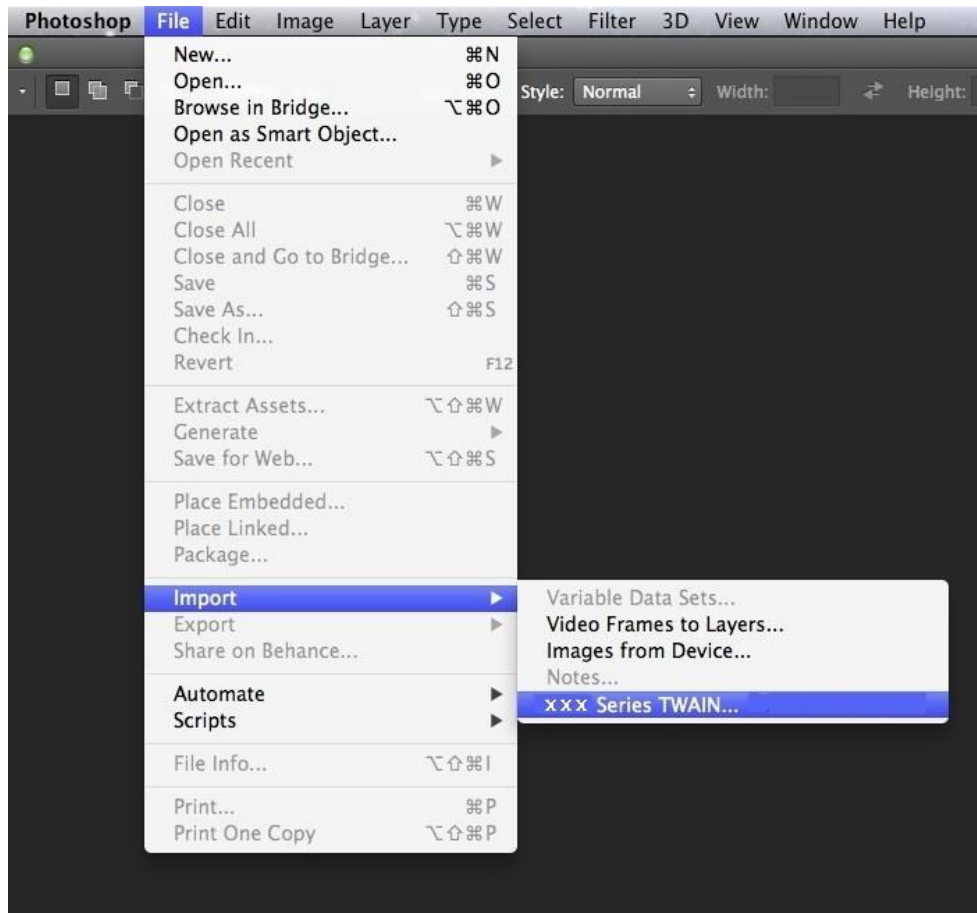 Photoshop File Edit Image Layer Type Select Filter 3D View Window Help
Style: Normal Width: Height:
New... ⌘N
Open... ⌘O
Browse in Bridge... ⌥⌘O
Open as Smart Object...
Open Recent ▶
Close ⌘W
Close All ⌥⌘W
Close and Go to Bridge... ⇧⌘W
Save ⌘S
Save As... ⇧⌘S
Check In...
Revert F12
Extract Assets... ⌥⇧⌘W
Generate ▶
Save for Web... ⌥⇧⌘S
Place Embedded...
Place Linked...
Package...
Import ▶
Export ▶
Share on Behance...
Automate ▶
Scripts ▶
File Info... ⌥⇧⌘I
Print... ⌘P
Print One Copy ⌥⇧⌘P
Variable Data Sets...
Video Frames to Layers...
Images from Device...
Notes...
xxx Series TWAIN...